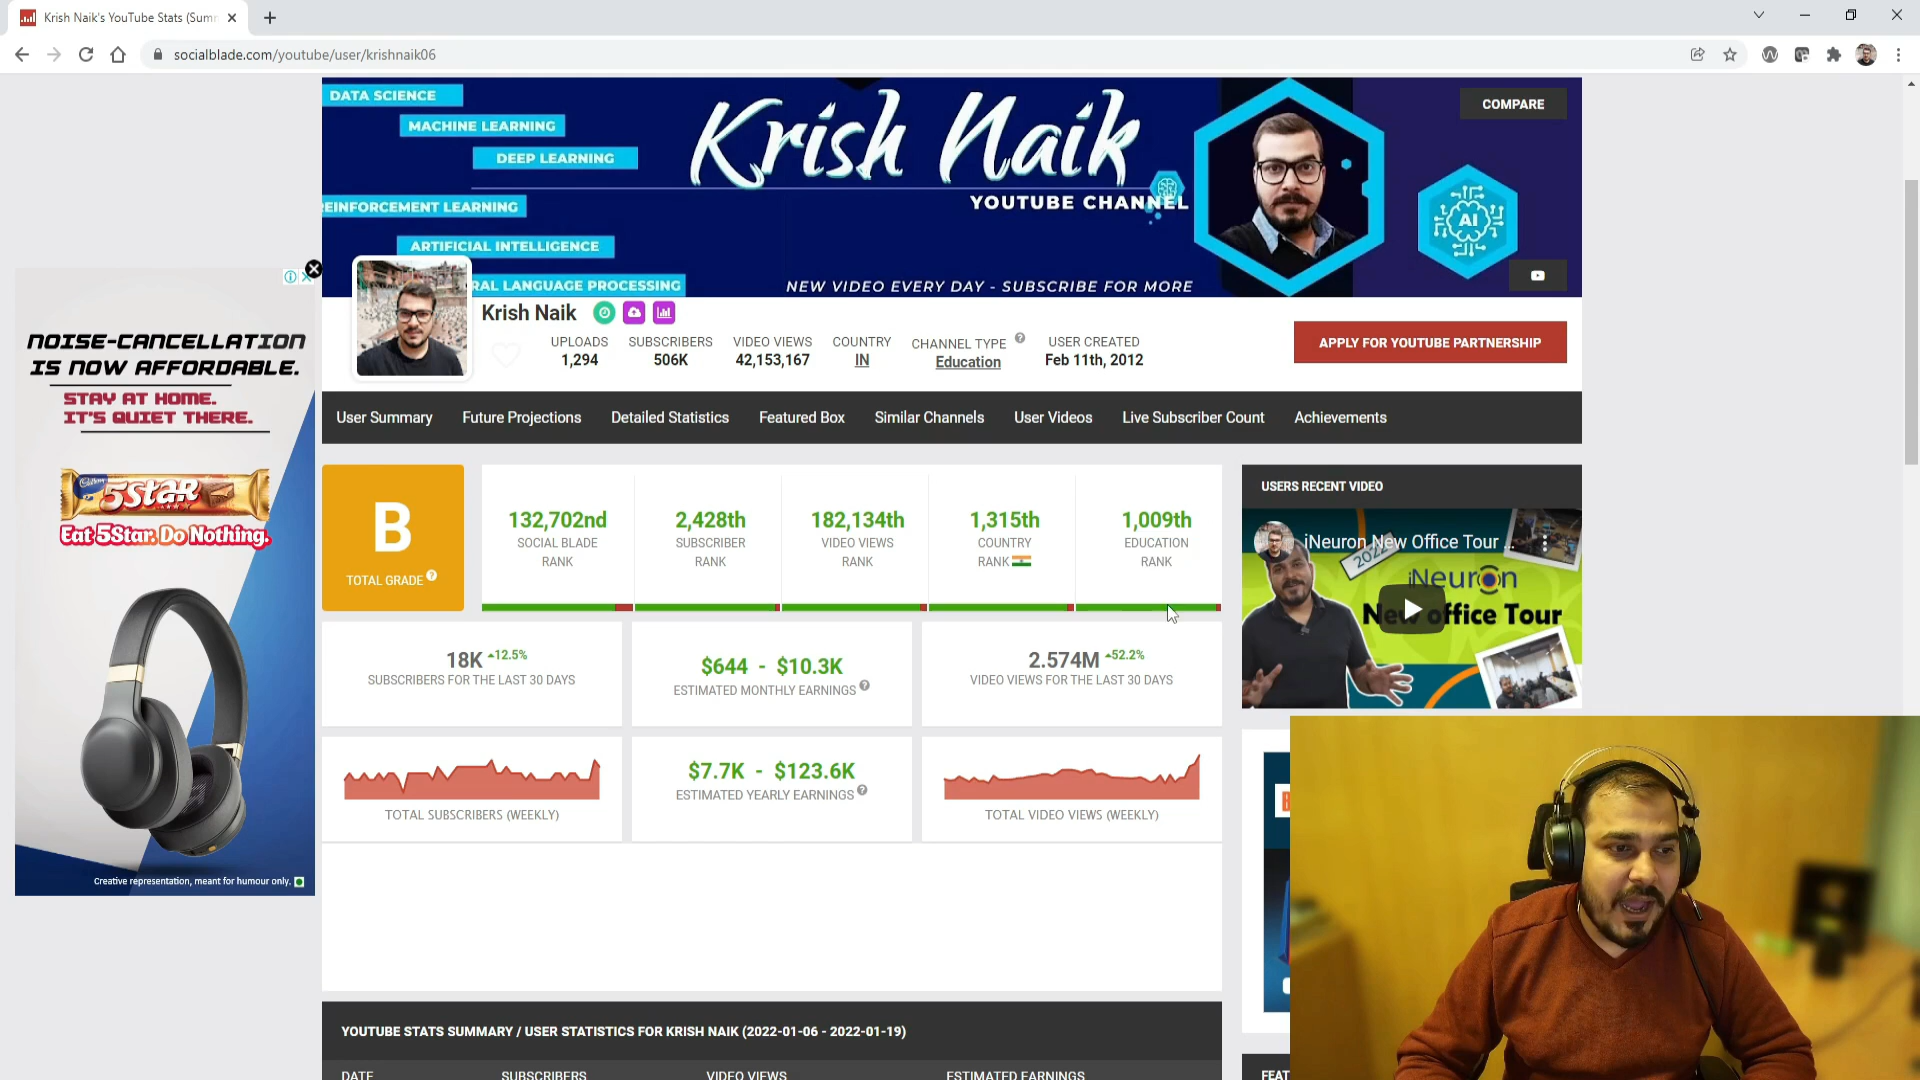 Krish Naik's YouTube Stats (Sum
socialblade.com/youtube/user/krishnaik06
DATA SCIENCE
MACHINE LEARNING
DEEP LEARNING
EINFORCEMENT LEARNING
ARTIFICIAL INTELLIGENCE
RAL LANGUAGE PROCESSING
Krish Naik
YOUTUBE CHANNEL
NEW VIDEO EVERY DAY - SUBSCRIBE FOR MORE
AI
COMPARE
Krish Naik
UPLOADS
1,294
SUBSCRIBERS
506K
VIDEO VIEWS
42,153,167
COUNTRY
IN
CHANNEL TYPE
Education
USER CREATED
Feb 11th, 2012
APPLY FOR YOUTUBE PARTNERSHIP
User Summary
Future Projections
Detailed Statistics
Featured Box
Similar Channels
User Videos
Live Subscriber Count
Achievements
NOISE-CANCELLATION
IS NOW AFFORDABLE.
STAY AT HOME.
IT'S QUIET THERE.
Cadbury
5Star
Eat 5Star. Do Nothing.
Creative representation, meant for humour only.
B
TOTAL GRADE
132,702nd
SOCIAL BLADE
RANK
2,428th
SUBSCRIBER
RANK
182,134th
VIDEO VIEWS
RANK
1,315th
COUNTRY
RANK
1,009th
EDUCATION
RANK
18K 12.5%
SUBSCRIBERS FOR THE LAST 30 DAYS
$644 - $10.3K
ESTIMATED MONTHLY EARNINGS
2.574M 52.2%
VIDEO VIEWS FOR THE LAST 30 DAYS
TOTAL SUBSCRIBERS (WEEKLY)
$7.7K - $123.6K
ESTIMATED YEARLY EARNINGS
TOTAL VIDEO VIEWS (WEEKLY)
USERS RECENT VIDEO
iNeuron New Office Tour ...
2022
iNeuron
New office Tour
YOUTUBE STATS SUMMARY / USER STATISTICS FOR KRISH NAIK (2022-01-06 - 2022-01-19)
DATE
SUBSCRIBERS
VIDEO VIEWS
ESTIMATED EARNINGS
FEAT